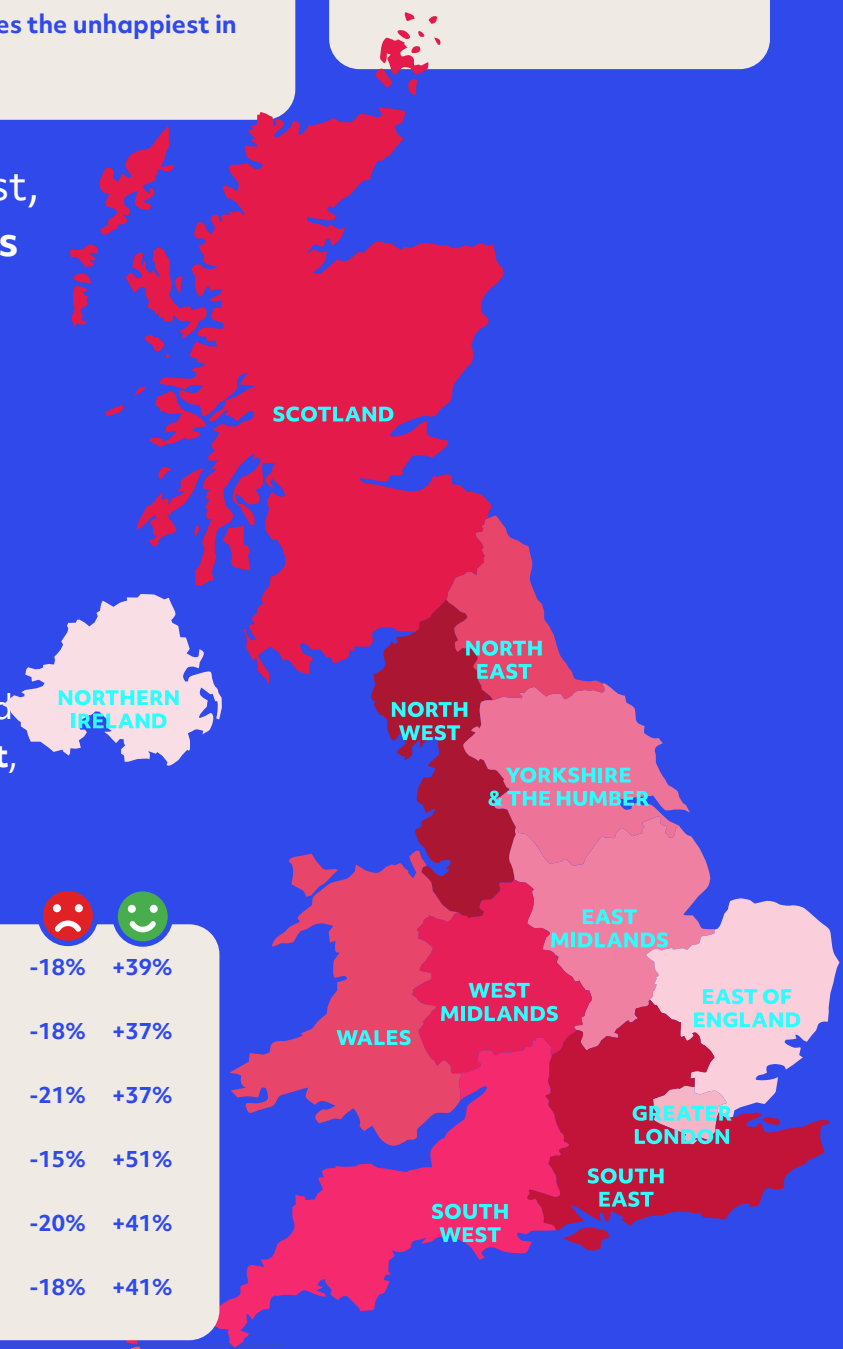 es the unhappiest in
st,
s
SCOTLAND
NORTH
EAST
NORTHERN
IRELAND
d
t,
NORTH
WEST
YORKSHIRE
& THE HUMBER
EAST
MIDLANDS
WEST
MIDLANDS
EAST OF
ENGLAND
WALES
GREATER
LONDON
SOUTH
EAST
SOUTH
WEST
-18% +39%
-18% +37%
-21% +37%
-15% +51%
-20% +41%
-18% +41%